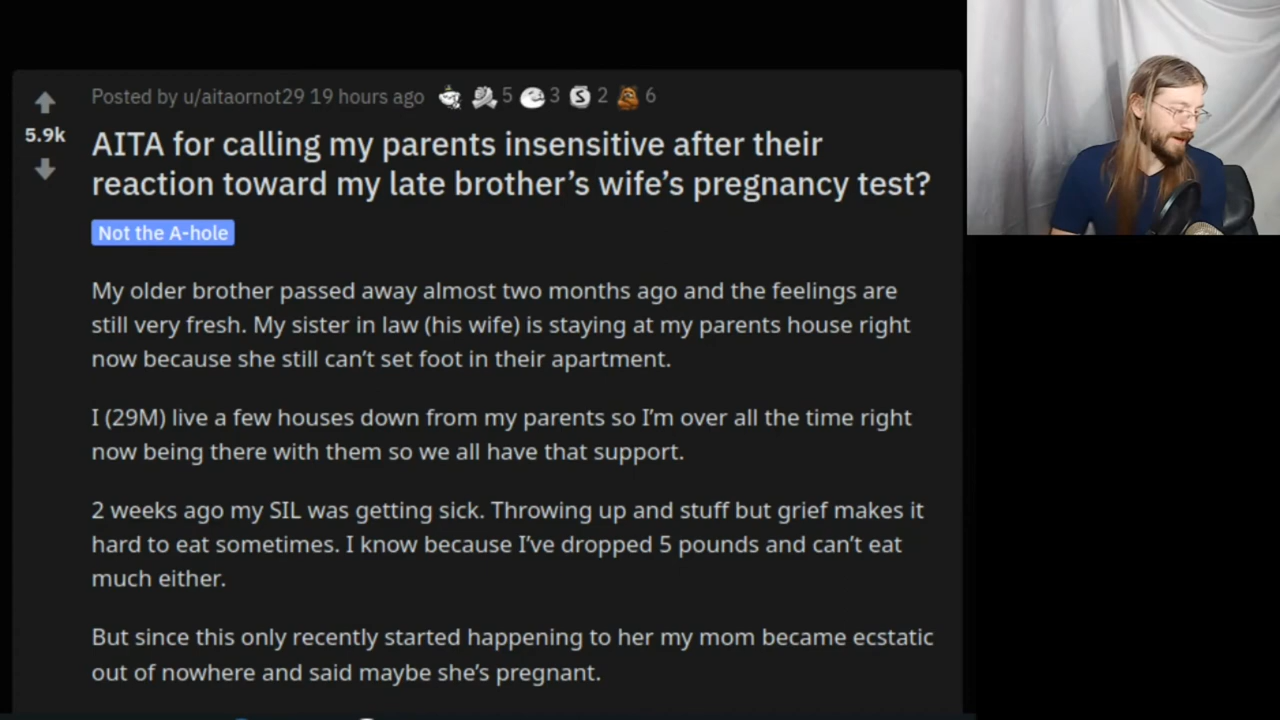 Posted by u/aitaornot29 19 hours ago 5 3 2 6
5.9k
AITA for calling my parents insensitive after their
reaction toward my late brother’s wife’s pregnancy test?
Not the A-hole
My older brother passed away almost two months ago and the feelings are
still very fresh. My sister in law (his wife) is staying at my parents house right
now because she still can’t set foot in their apartment.
I (29M) live a few houses down from my parents so I’m over all the time right
now being there with them so we all have that support.
2 weeks ago my SIL was getting sick. Throwing up and stuff but grief makes it
hard to eat sometimes. I know because I’ve dropped 5 pounds and can’t eat
much either.
But since this only recently started happening to her my mom became ecstatic
out of nowhere and said maybe she’s pregnant.